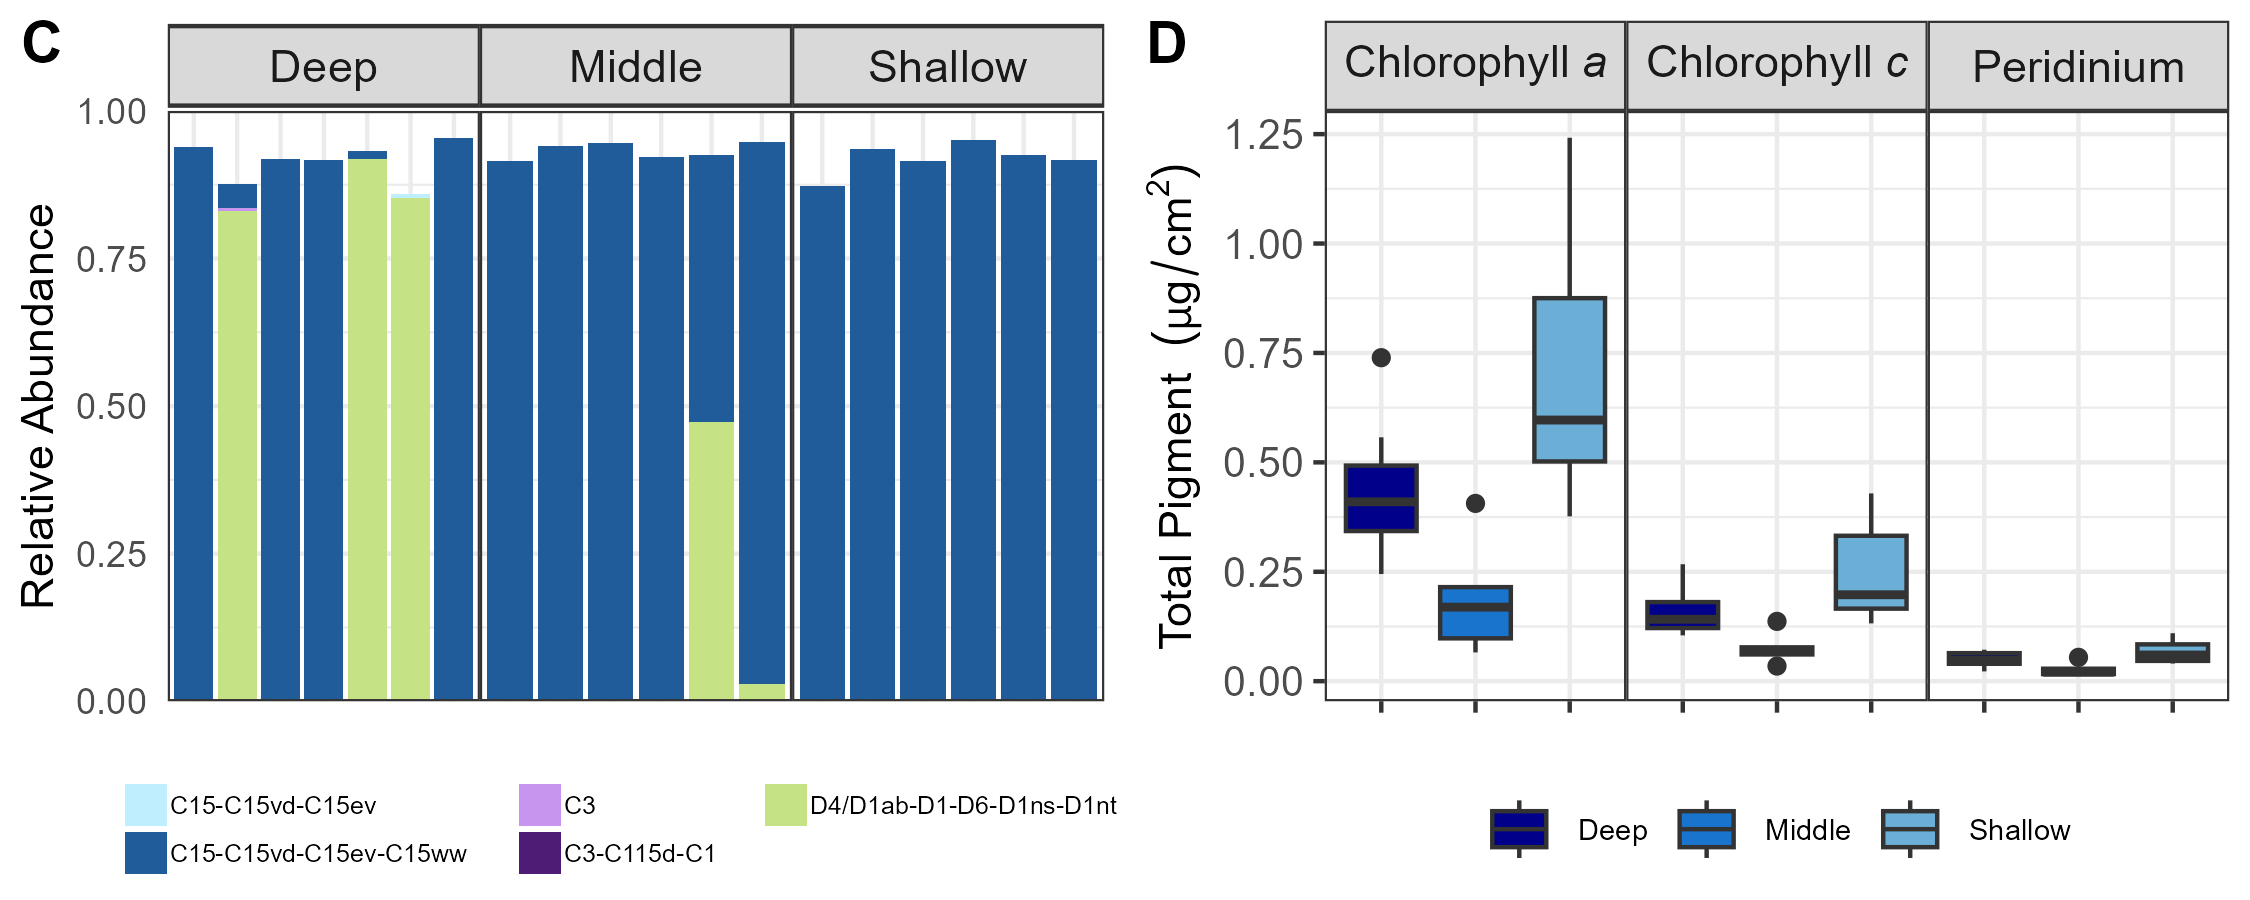 C
Deep
Middle
Shallow
1.00
0.75
0.50
0.25
0.00
Relative Abundance
C15-C15vd-C15ev
C3
D4/D1ab-D1-D6-D1ns-D1nt
C15-C15vd-C15ev-C15ww
C3-C115d-C1
D
Chlorophyll a
Chlorophyll c
Peridinium
1.25
1.00
0.75
0.50
0.25
0.00
Total Pigment (µg/cm²)
Deep
Middle
Shallow